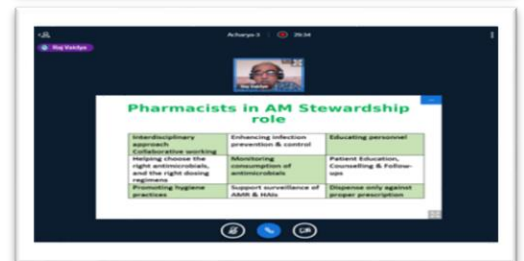 Acharya-3 29:34
Raj Vaidya
Raj Vaidya
Pharmacists in AM Stewardship
role
Interdisciplinary
approach
Collaborative working
Enhancing infection
prevention & control
Educating personnel
Helping choose the
right antimicrobials,
and the right dosing
regimens
Monitoring
consumption of
antimicrobials
Patient Education,
Counselling & Follow-
ups
Promoting hygiene
practices
Support surveillance of
AMR & HAIs
Dispense only against
proper prescription